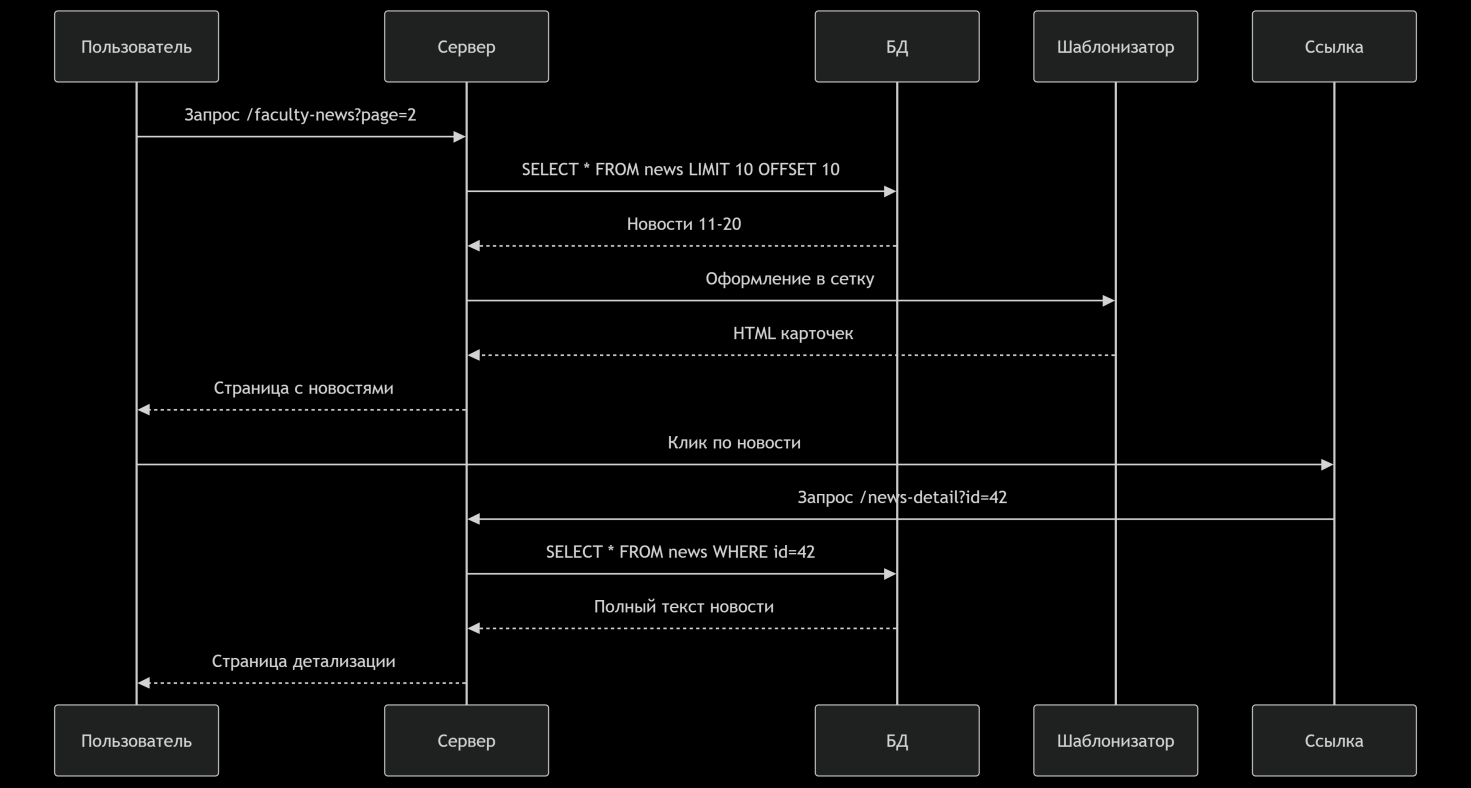 Пользователь
Сервер
БД
Шаблонизатор
Ссылка
Запрос /faculty-news?page=2
SELECT * FROM news LIMIT 10 OFFSET 10
Новости 11-20
Оформление в сетку
HTML карточек
Страница с новостями
Клик по новости
Запрос /news-detail?id=42
SELECT * FROM news WHERE id=42
Полный текст новости
Страница детализации
Пользователь
Сервер
БД
Шаблонизатор
Ссылка